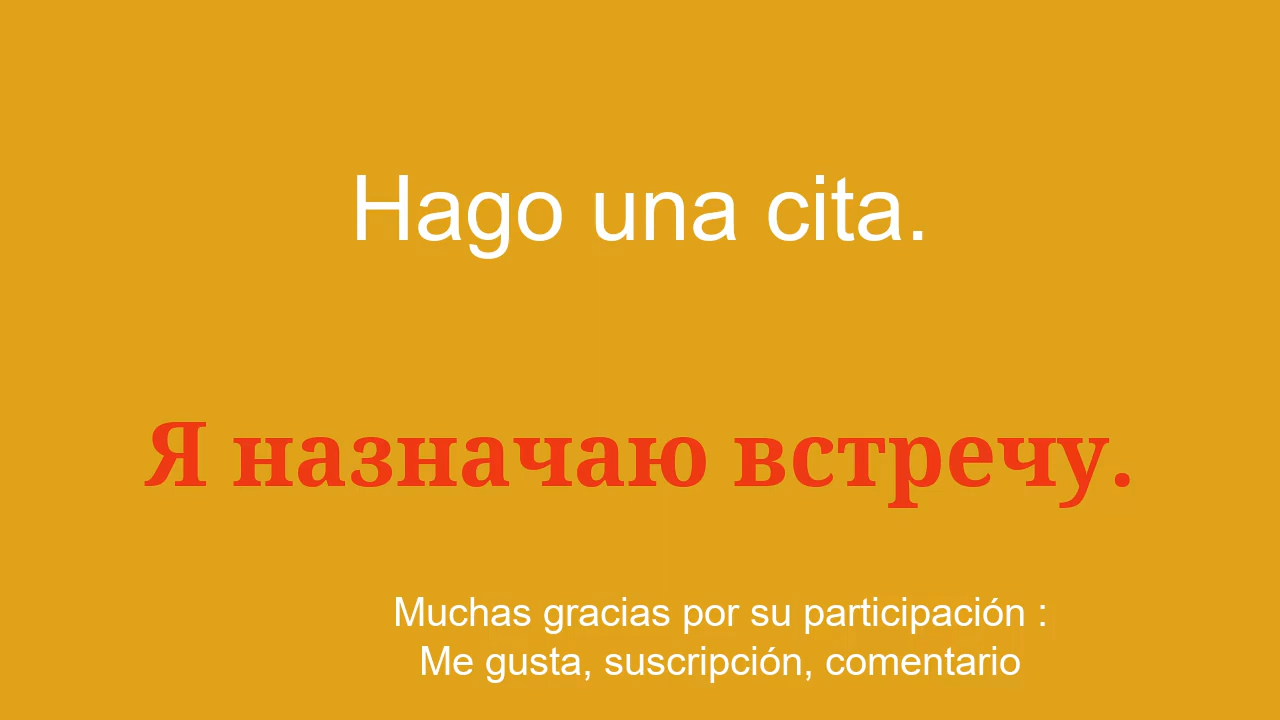 Hago una cita.
Я назначаю встречу.
Muchas gracias por su participación :
Me gusta, suscripción, comentario